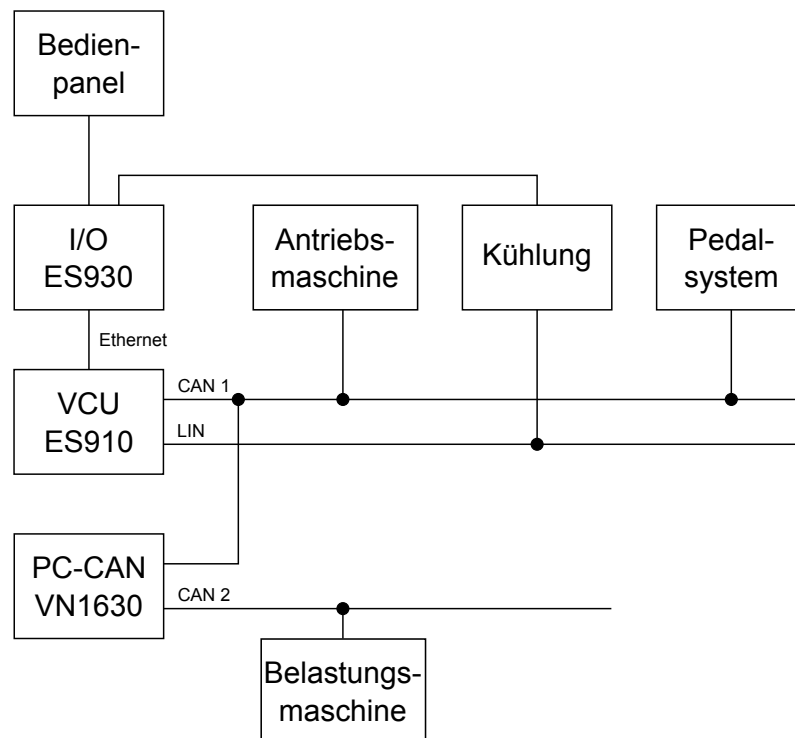 Bedien-
panel
I/O
ES930
Antriebs-
maschine
Kühlung
Pedal-
system
Ethernet
VCU
ES910
CAN 1
LIN
PC-CAN
VN1630
CAN 2
Belastungs-
maschine